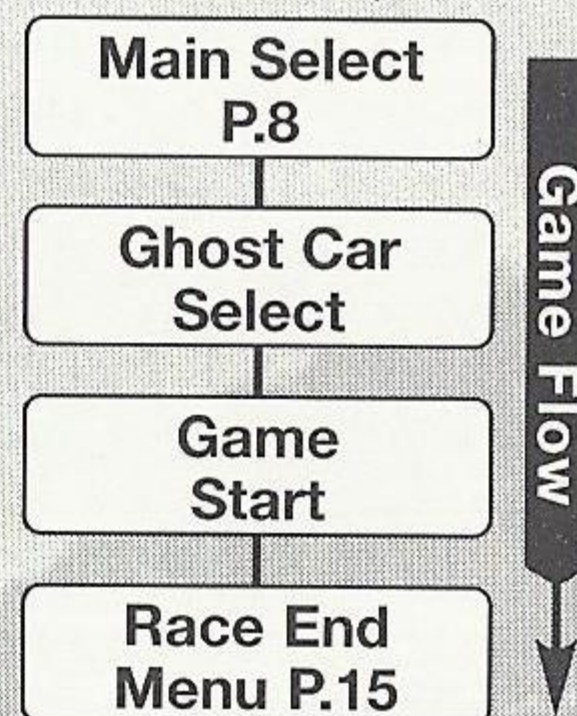 Main Select
P.8
Ghost Car
Select
Game
Start
Race End
Menu P.15
Game Flow